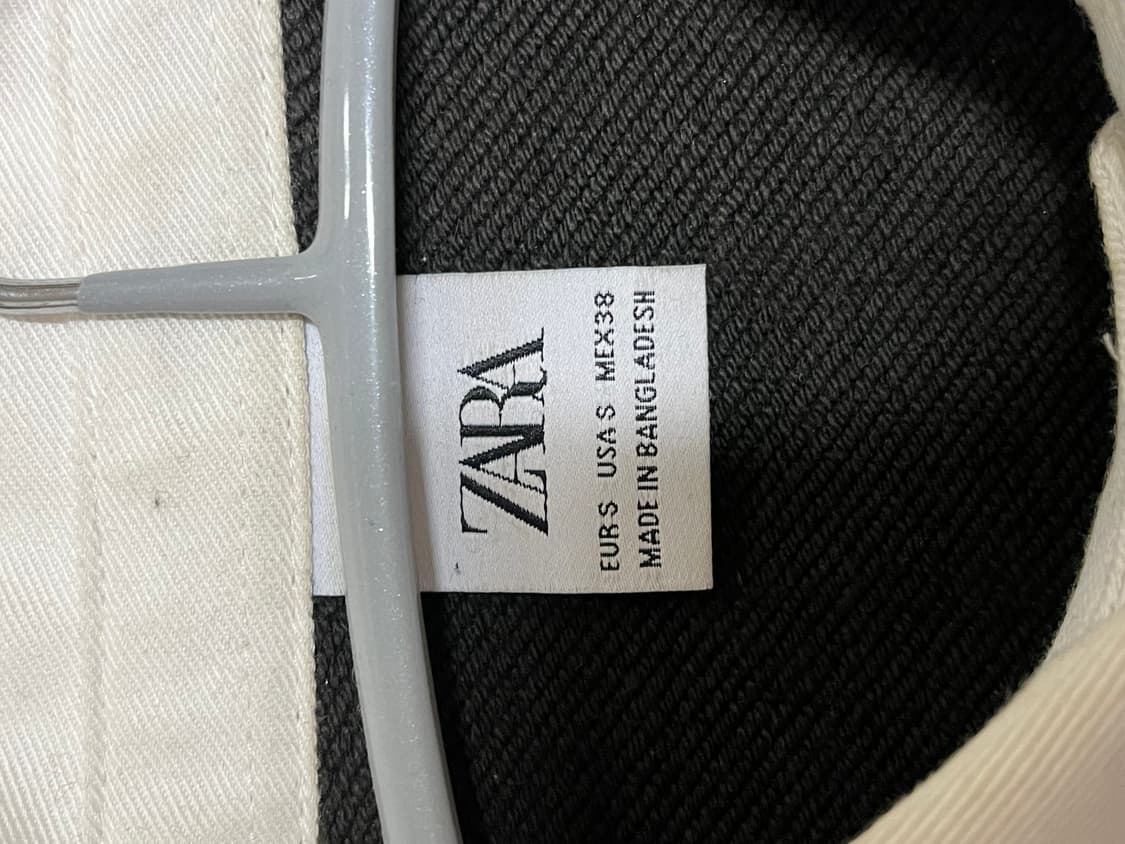 ZARA
EUR S USA S MEX 38
MADE IN BANGLADESH